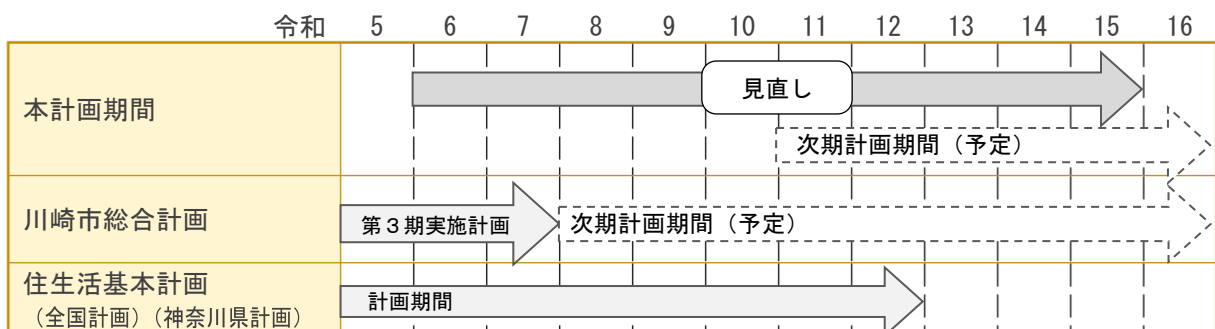 令和 5 6 7 8 9 10 11 12 13 14 15 16
本計画期間
見直し
次期計画期間（予定）
川崎市総合計画
第３期実施計画
次期計画期間（予定）
住生活基本計画
（全国計画）（神奈川県計画）
計画期間